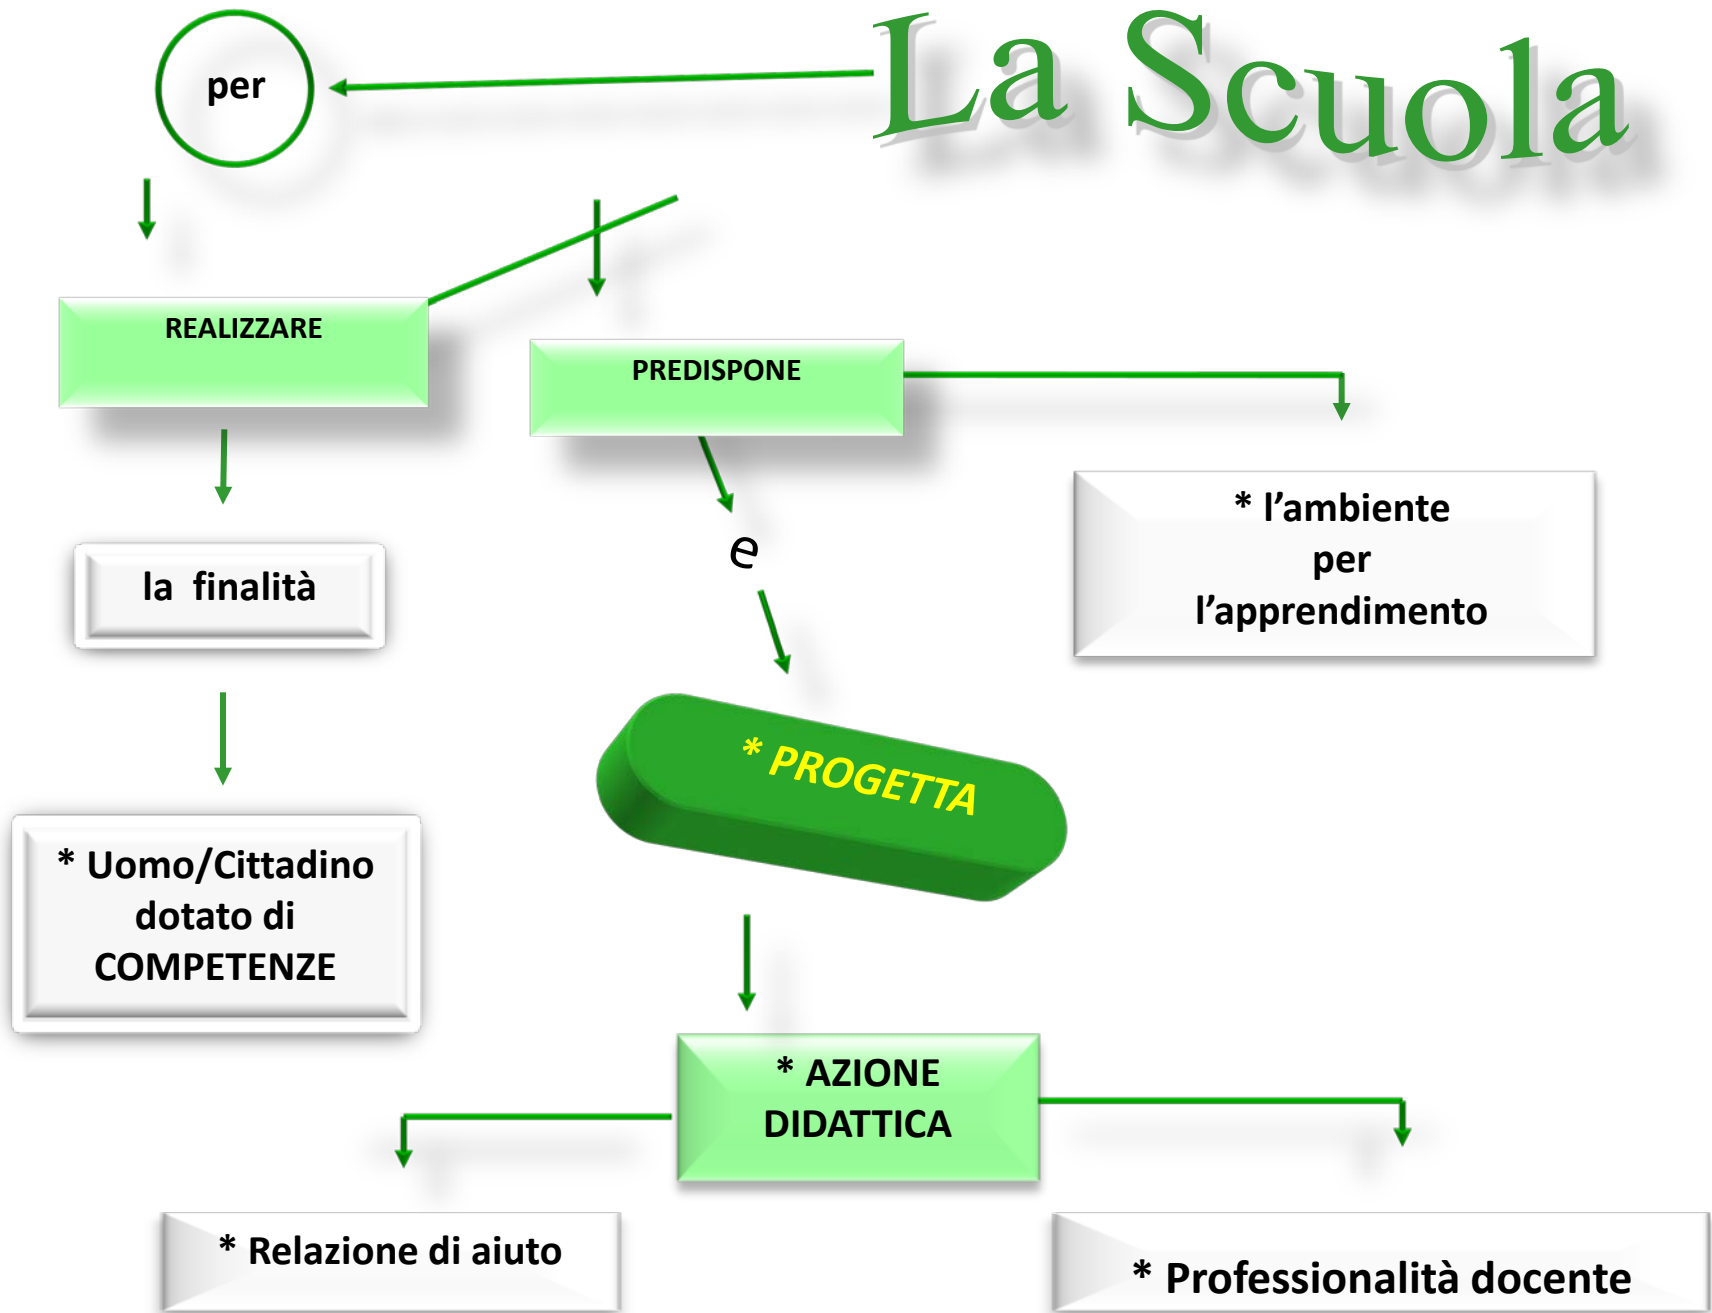 La Scuola
per
REALIZZARE
PREDISPONE
* l’ambiente
per
l’apprendimento
e
la finalità
* PROGETTA
* Uomo/Cittadino
dotato di
COMPETENZE
* AZIONE
DIDATTICA
* Relazione di aiuto
* Professionalità docente